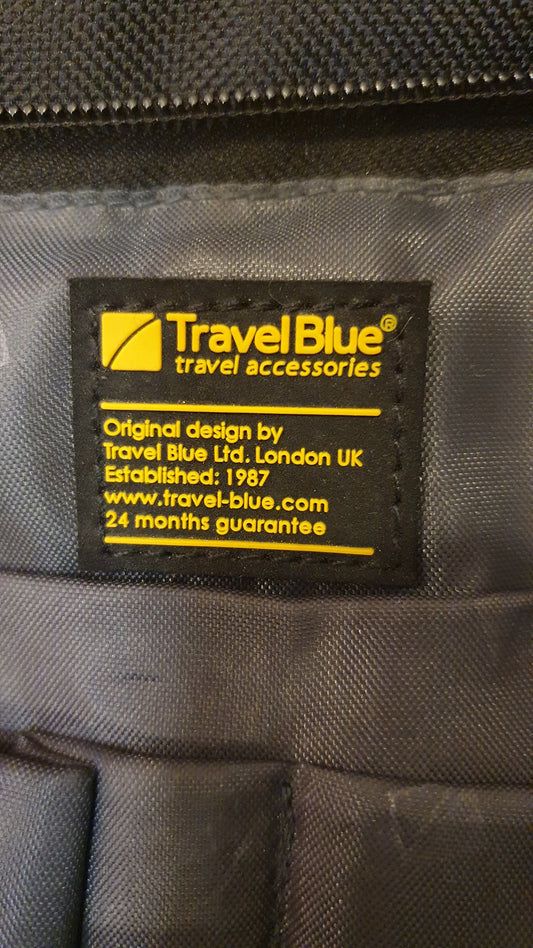 Travel Blue®
travel accessories
Original design by
Travel Blue Ltd. London UK
Established: 1987
www.travel-blue.com
24 months guarantee